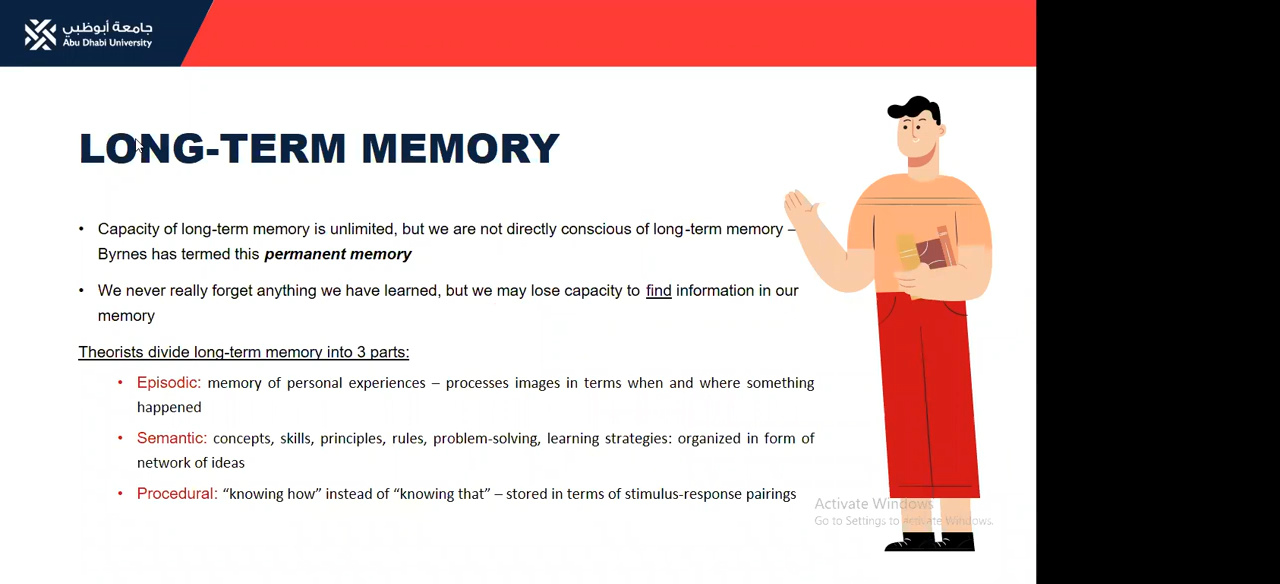 جامعة أبوظبي
Abu Dhabi University
LONG-TERM MEMORY
• Capacity of long-term memory is unlimited, but we are not directly conscious of long-term memory –
Byrnes has termed this permanent memory
• We never really forget anything we have learned, but we may lose capacity to find information in our
memory
Theorists divide long-term memory into 3 parts:
• Episodic: memory of personal experiences – processes images in terms when and where something
happened
• Semantic: concepts, skills, principles, rules, problem-solving, learning strategies: organized in form of
network of ideas
• Procedural: “knowing how” instead of “knowing that” – stored in terms of stimulus-response pairings
Activate Windows
Go to Settings to activate Windows.